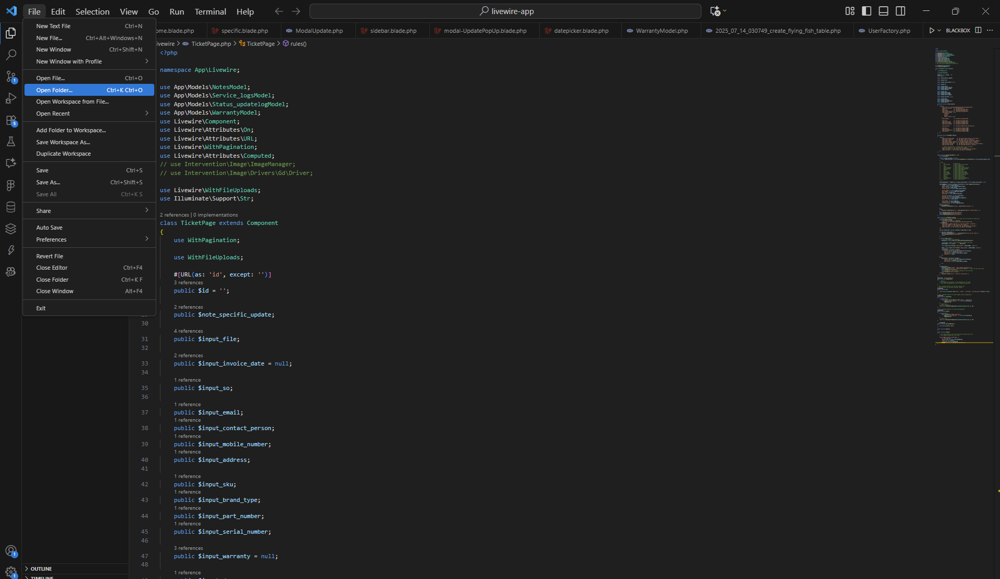 File Edit Selection View Go Run Terminal Help
livewire-app
New Text File Ctrl+N
New File... Ctrl+Alt+Windows+N
New Window Ctrl+Shift+N
New Window with Profile
Open File... Ctrl+O
Open Folder... Ctrl+K Ctrl+O
Open Workspace from File...
Open Recent
Add Folder to Workspace...
Save Workspace As...
Duplicate Workspace
Save Ctrl+S
Save As... Ctrl+Shift+S
Save All Ctrl+K S
Share
Auto Save
Preferences
Revert File
Close Editor Ctrl+F4
Close Folder Ctrl+K F
Close Window Alt+F4
Exit
1
5
1
1
OUTLINE
TIMELINE
ome.blade.php specific.blade.php ModalUpdate.php sidebar.blade.php modal-UpdatePopUp.blade.php datepicker.blade.php WarrantyModel.php 2025_07_14_030749_create_flying_fish_table.php UserFactory.php BLACKBOX
ivewire > TicketPage.php > TicketPage > rules()
<?php
namespace App\Livewire;
use App\Models\NotesModel;
use App\Models\Service_logsModel;
use App\Models\Status_updatelogModel;
use App\Models\WarrantyModel;
use Livewire\Component;
use Livewire\Attributes\On;
use Livewire\Attributes\URL;
use Livewire\WithPagination;
use Livewire\Attributes\Computed;
// use Intervention\Image\ImageManager;
// use Intervention\Image\Drivers\Gd\Driver;
use Livewire\WithFileUploads;
use Illuminate\Support\Str;
2 references | 0 implementations
class TicketPage extends Component
{
use WithPagination;
use WithFileUploads;
#[URL(as: 'id', except: '')]
3 references
public $id = '';
2 references
public $note_specific_update;
30
4 references
31 public $input_file;
32
2 references
33 public $input_invoice_date = null;
34
1 reference
35 public $input_so;
36
1 reference
37 public $input_email;
1 reference
38 public $input_contact_person;
1 reference
39 public $input_mobile_number;
1 reference
40 public $input_address;
41
1 reference
42 public $input_sku;
1 reference
43 public $input_brand_type;
1 reference
44 public $input_part_number;
1 reference
45 public $input_serial_number;
46
3 references
47 public $input_warranty = null;
48
1 reference